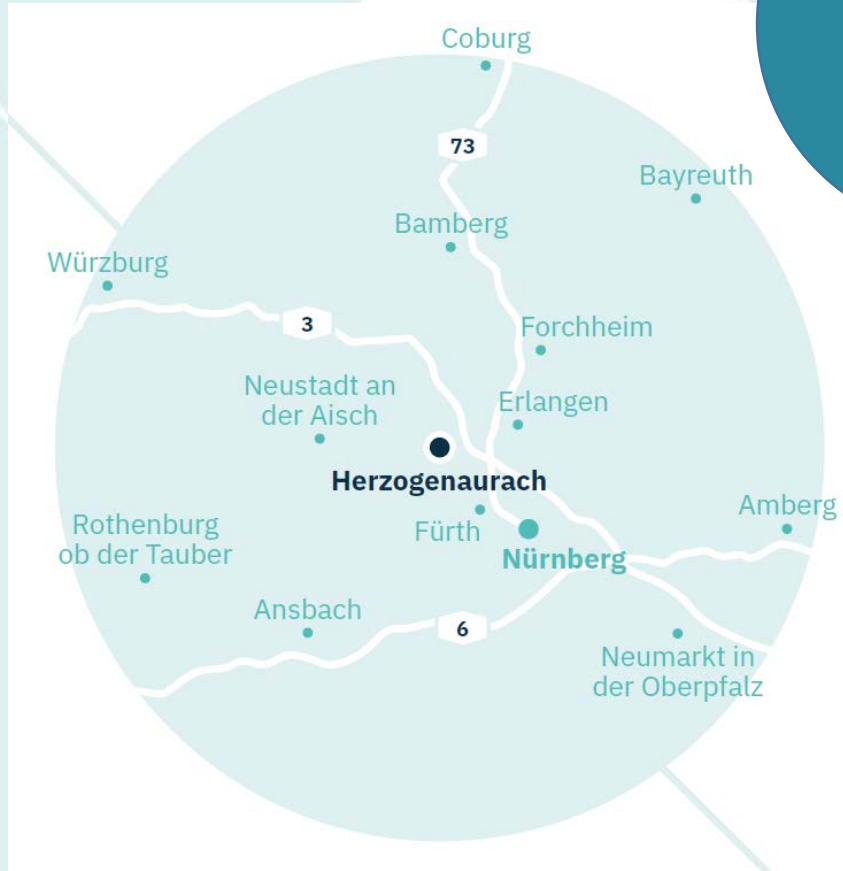 Coburg
73
Bayreuth
Bamberg
Würzburg
3
Forchheim
Neustadt an
der Aisch
Erlangen
Herzogenaurach
Amberg
Rothenburg
ob der Tauber
Fürth
Nürnberg
Ansbach
6
Neumarkt in
der Oberpfalz